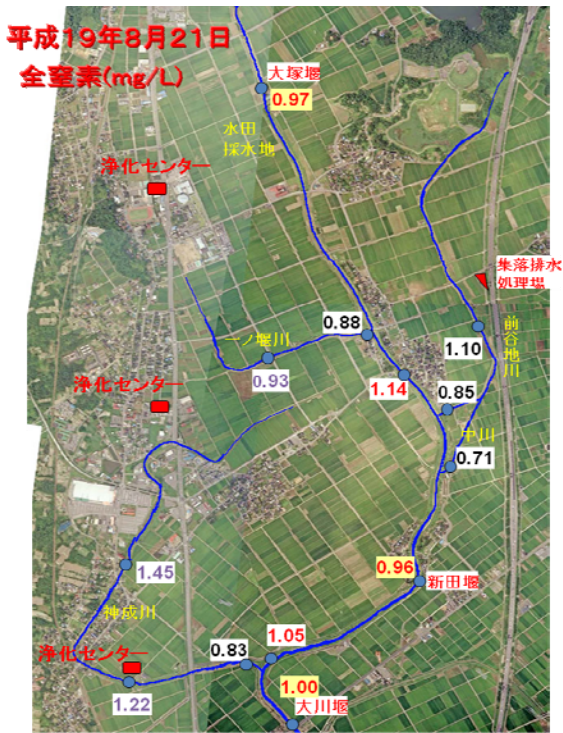 平成19年8月21日
全窒素(mg/L)
大塚堰
0.97
水田
採水地
浄化センター
集落排水
処理場
0.88
一ノ堰川
前谷地川
1.10
0.93
浄化センター
1.14
0.85
中川
0.71
0.96
1.45
新田堰
神成川
浄化センター
0.83
1.05
1.22
1.00
大川堰